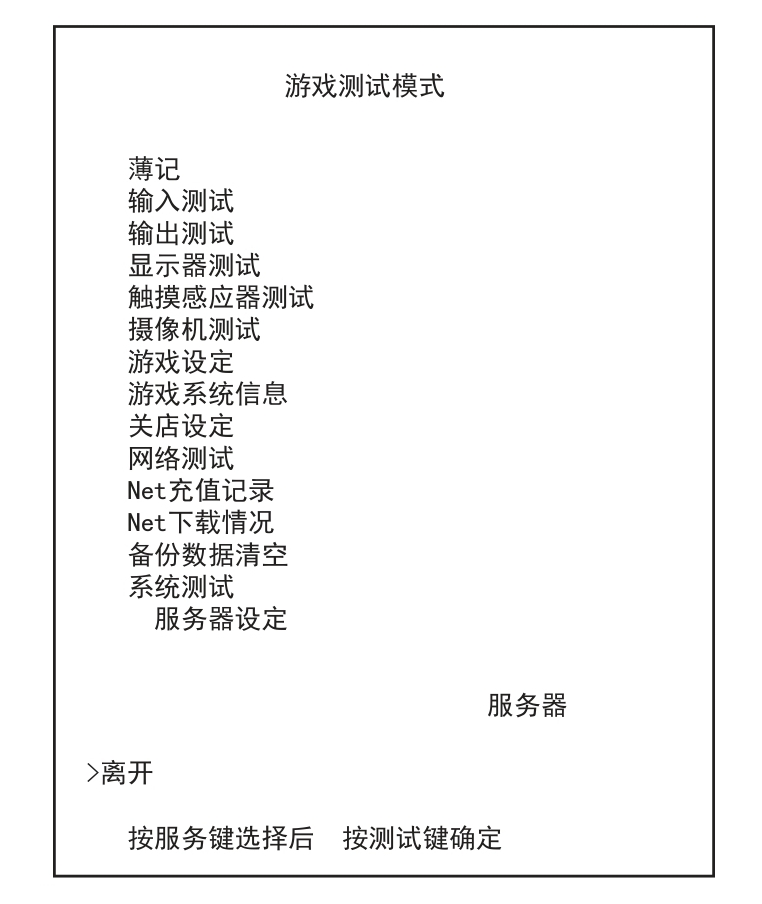 游戏测试模式
薄记
输入测试
输出测试
显示器测试
触摸感应器测试
摄像机测试
游戏设定
游戏系统信息
关店设定
网络测试
Net充值记录
Net下载情况
备份数据清空
系统测试
服务器设定
服务器
>离开
按服务键选择后 按测试键确定